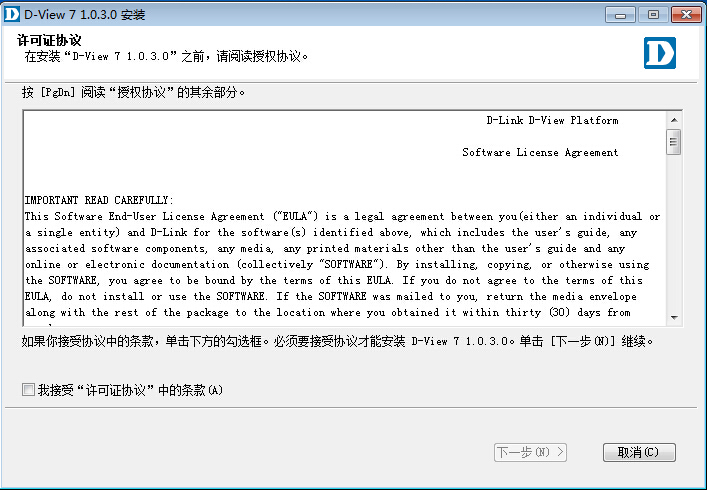 D-View 7 1.0.3.0 安装
许可证协议
在安装“D-View 7 1.0.3.0”之前，请阅读授权协议。
按 [PgDn] 阅读“授权协议”的其余部分。
D-Link D-View Platform
Software License Agreement
IMPORTANT READ CAREFULLY:
This Software End-User License Agreement ("EULA") is a legal agreement between you(either an individual or
a single entity) and D-Link for the software(s) identified above, which includes the user's guide, any
associated software components, any media, any printed materials other than the user's guide and any
online or electronic documentation (collectively "SOFTWARE"). By installing, copying, or otherwise using
the SOFTWARE, you agree to be bound by the terms of this EULA. If you do not agree to the terms of this
EULA, do not install or use the SOFTWARE. If the SOFTWARE was mailed to you, return the media envelope
along with the rest of the package to the location where you obtained it within thirty (30) days from
如果你接受协议中的条款，单击下方的勾选框。必须要接受协议才能安装 D-View 7 1.0.3.0。单击 [下一步(N)] 继续。
我接受“许可证协议”中的条款(A)
下一步(N) >
取消(C)